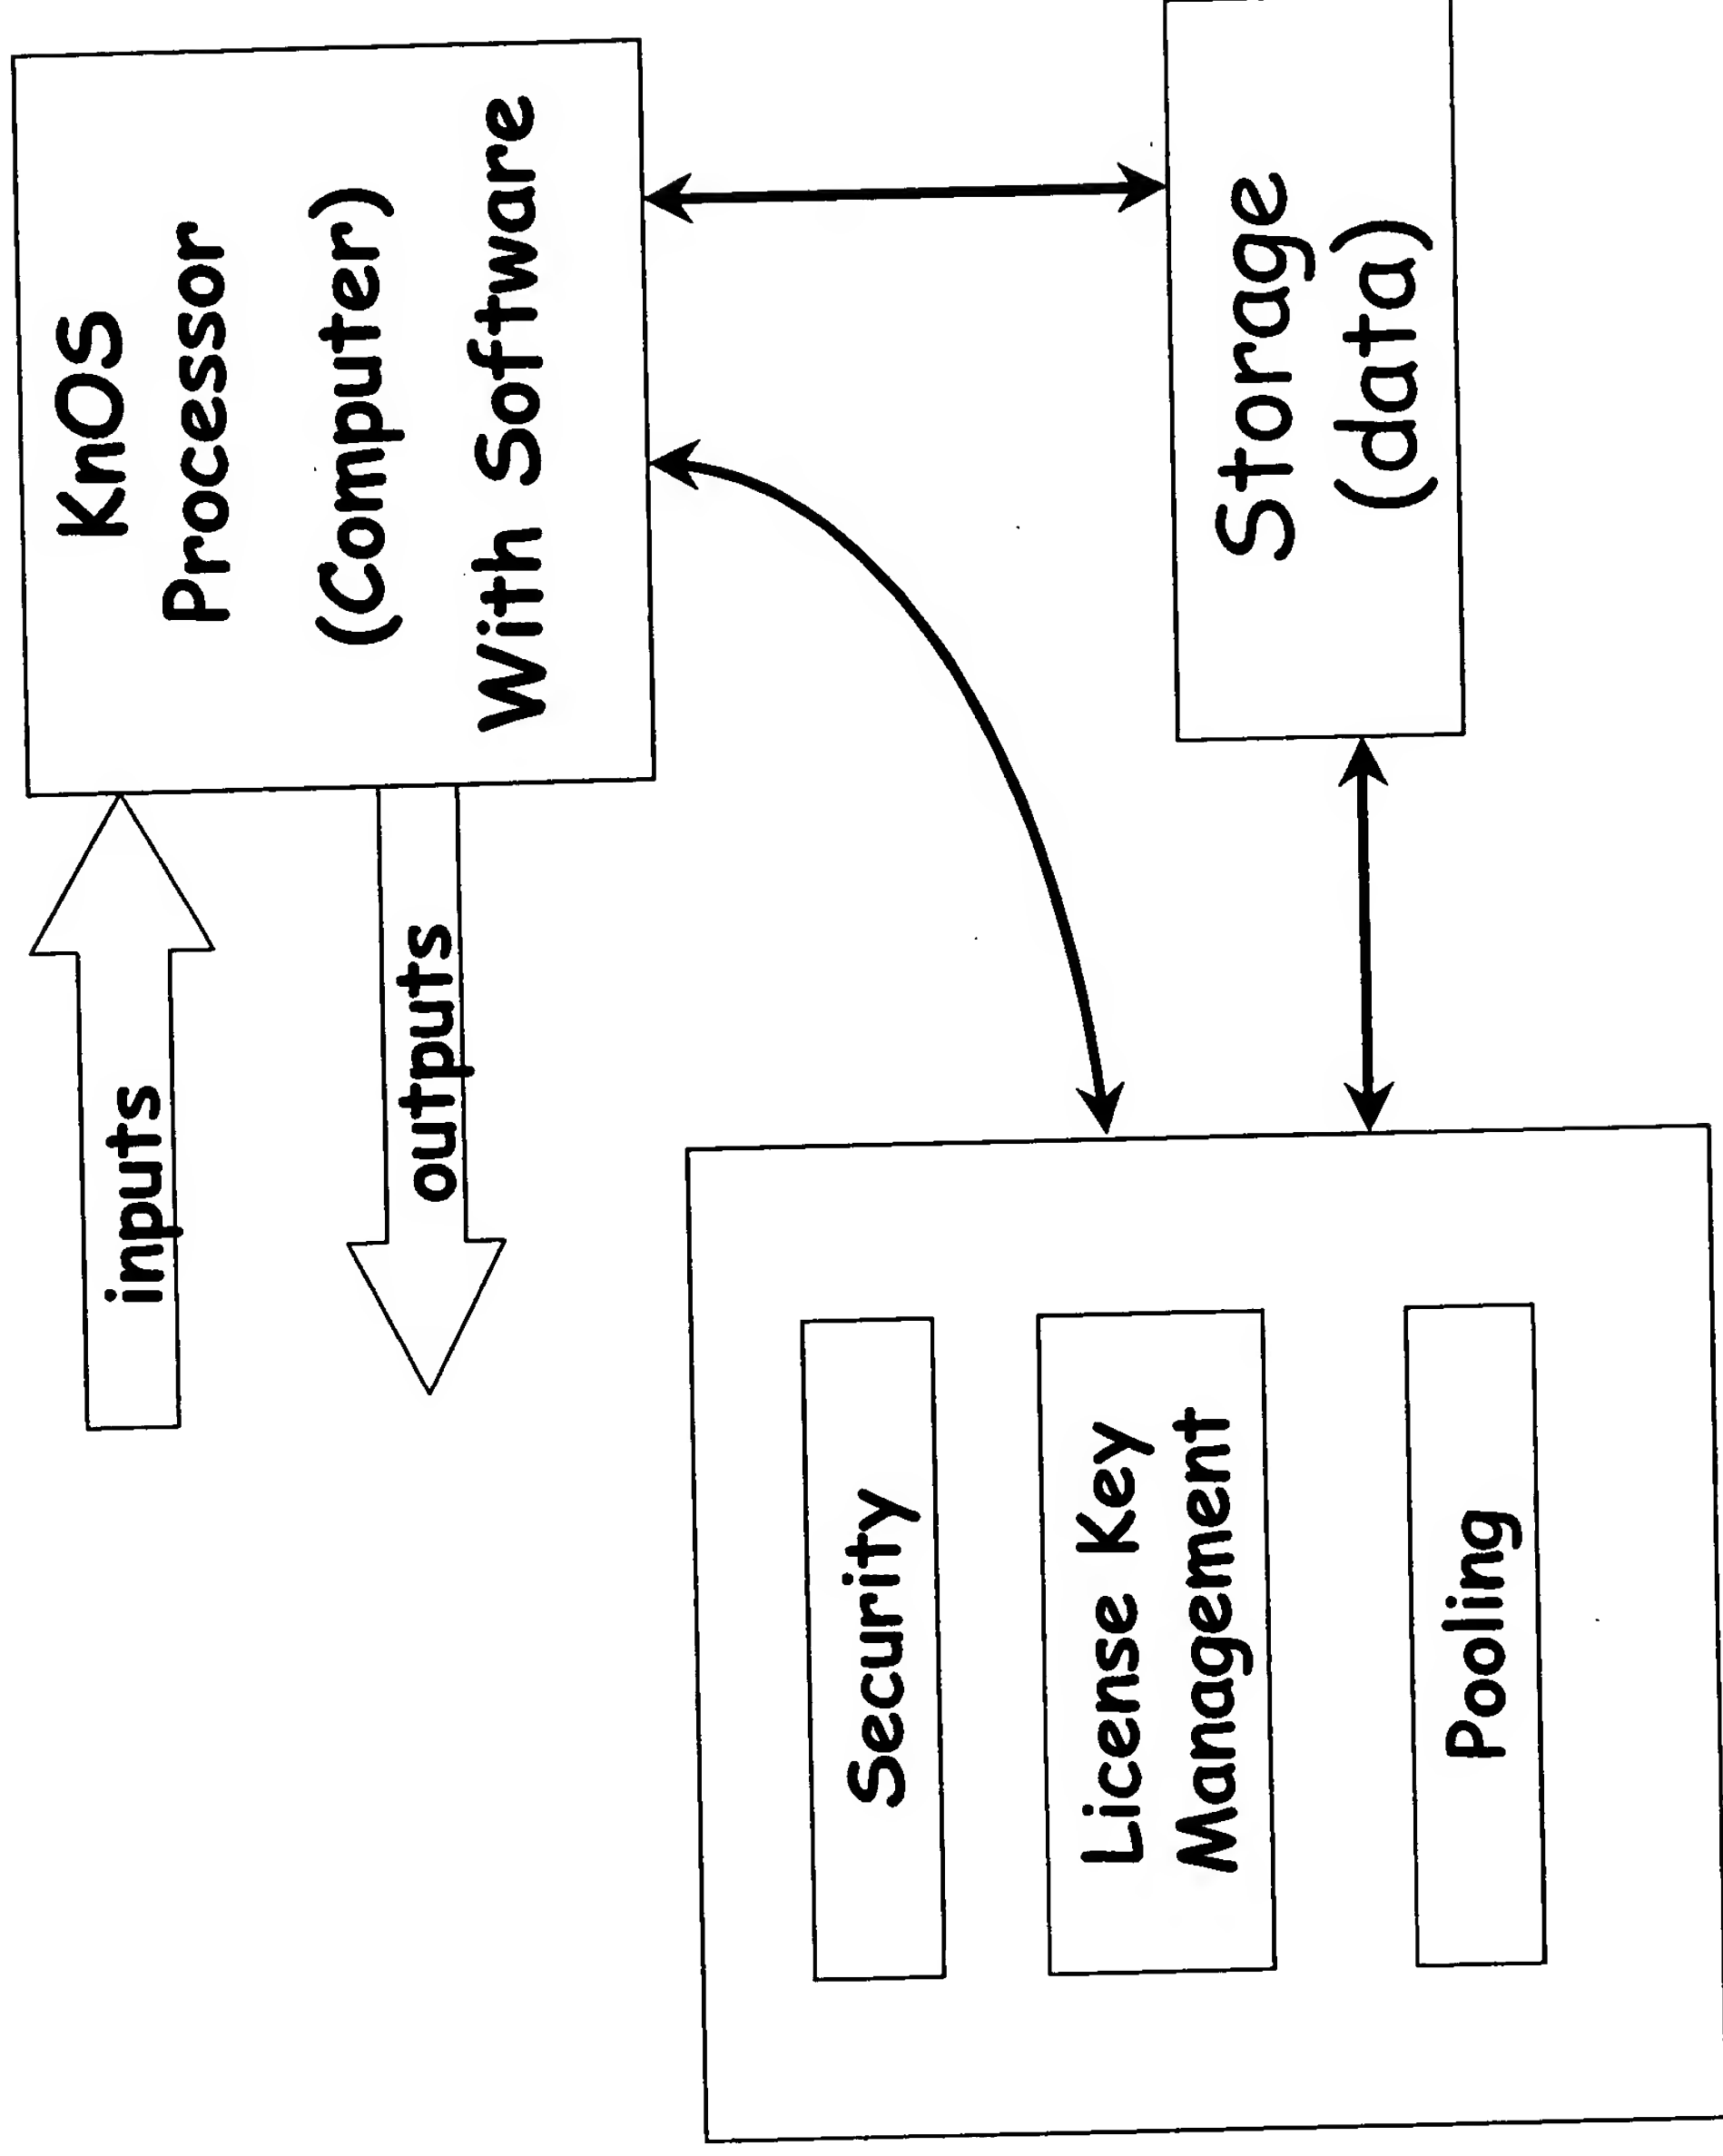 inputs
outputs
KnOS
Processor
(Computer)
With Software
Security
License Key
Management
Pooling
Storage
(data)